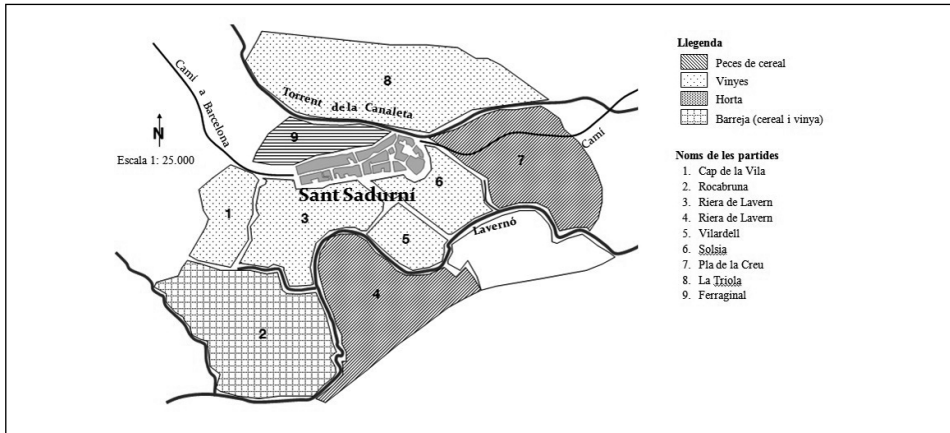 8
Torrent de la Canaleta
Camí a Barcelona
N
Escala 1: 25.000
9
Camí
7
6
Sant Sadurní
1
3
5
Lavernó
4
2
Llegenda
Peces de cereal
Vinyes
Horta
Barreja (cereal i vinya)
Noms de les partides
1. Cap de la Vila
2. Rocabruna
3. Riera de Lavern
4. Riera de Lavern
5. Vilardell
6. Solsia
7. Pla de la Creu
8. La Triola
9. Ferraginal